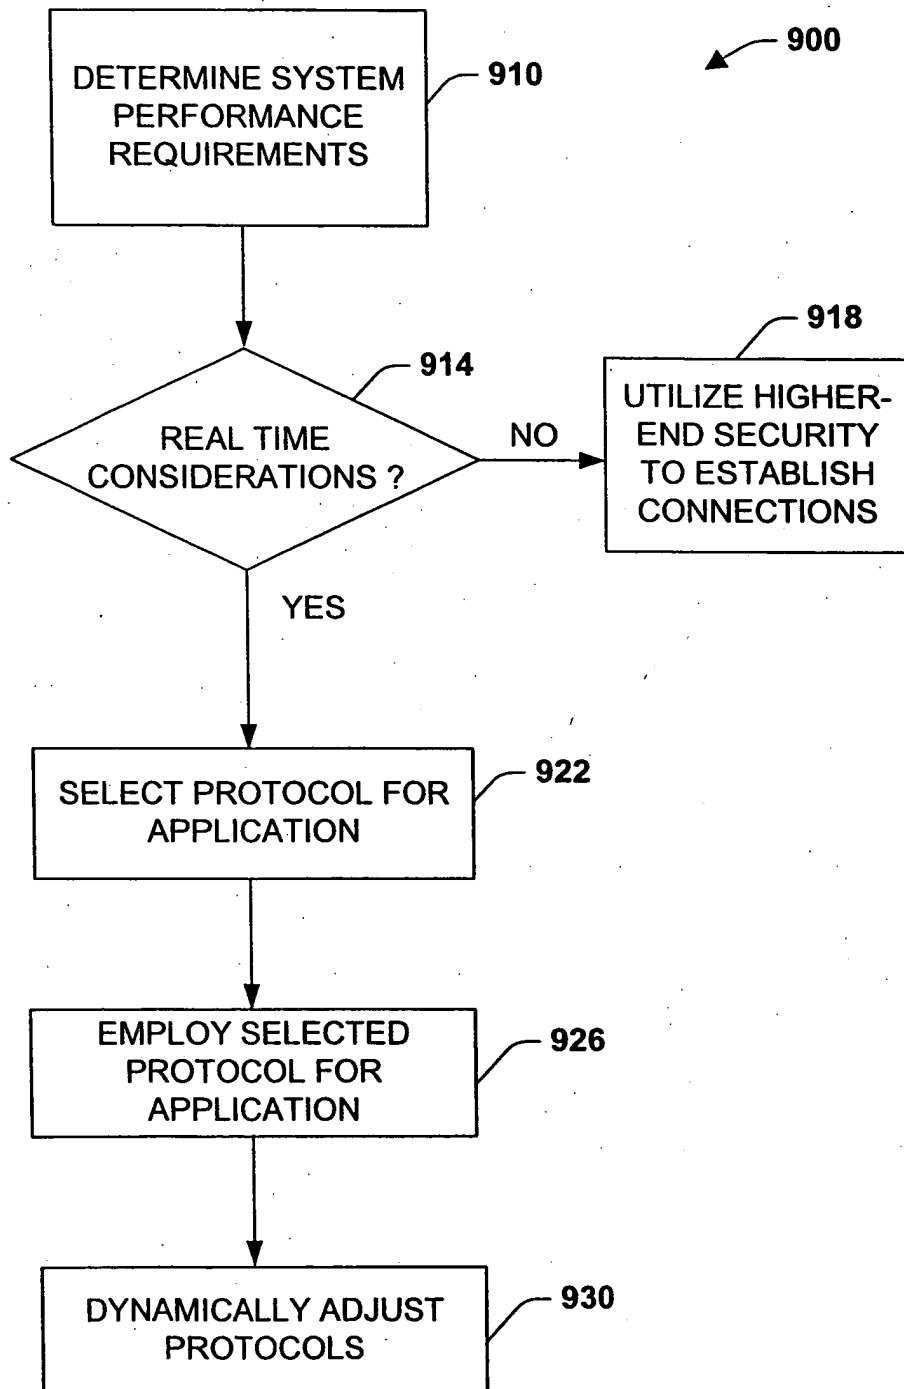 900
DETERMINE SYSTEM
PERFORMANCE
REQUIREMENTS
910
914
REAL TIME
CONSIDERATIONS ?
NO
918
UTILIZE HIGHER-
END SECURITY
TO ESTABLISH
CONNECTIONS
YES
SELECT PROTOCOL FOR
APPLICATION
922
EMPLOY SELECTED
PROTOCOL FOR
APPLICATION
926
DYNAMICALLY ADJUST
PROTOCOLS
930